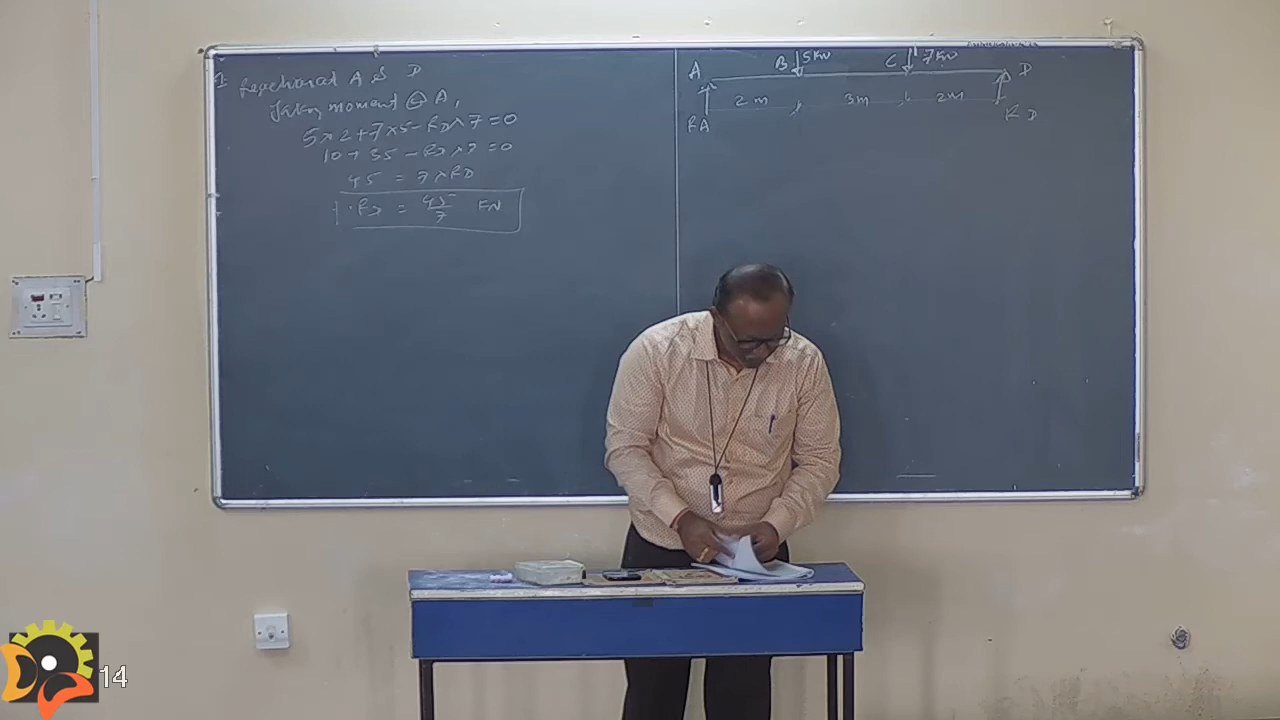 1. Reactions at A & D
Taking moment @ A,
5×2+7×5-RD×7=0
10+35-RD×7=0
45 = 7×RD
RD = 45/7 KN
A B 5KN C 7KN D
2m 3m 2m
RA RD
14